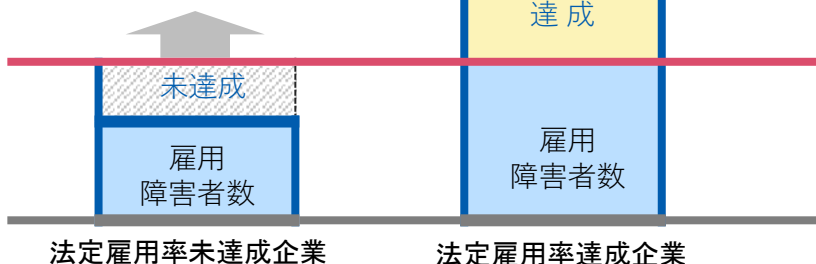 達成
未達成
雇用
障害者数
雇用
障害者数
法定雇用率未達成企業
法定雇用率達成企業